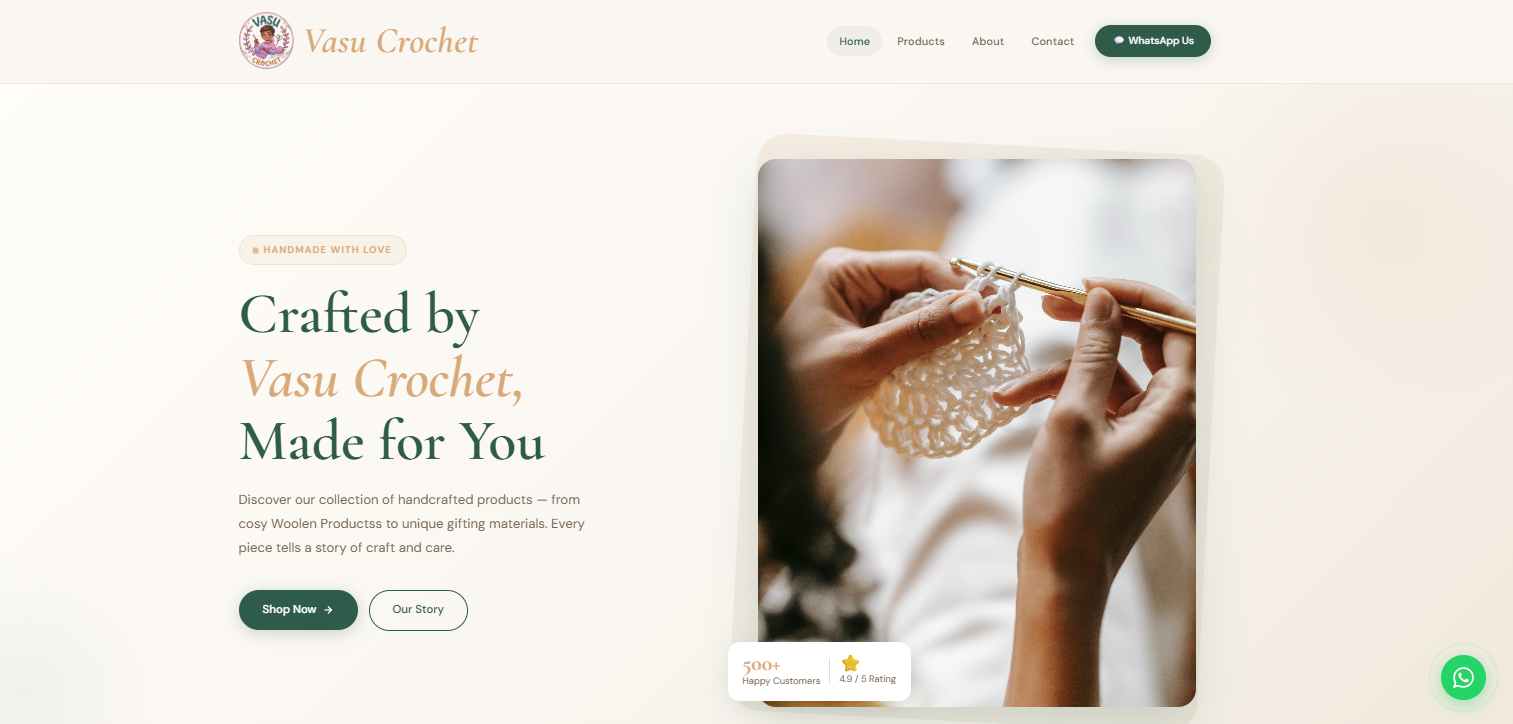 VASU
CROCHET
Vasu Crochet
Home
Products
About
Contact
WhatsApp Us
HANDMADE WITH LOVE
Crafted by
Vasu Crochet,
Made for You
Discover our collection of handcrafted products — from
cosy Woolen Productss to unique gifting materials. Every
piece tells a story of craft and care.
Shop Now →
Our Story
500+
Happy Customers
4.9 / 5 Rating